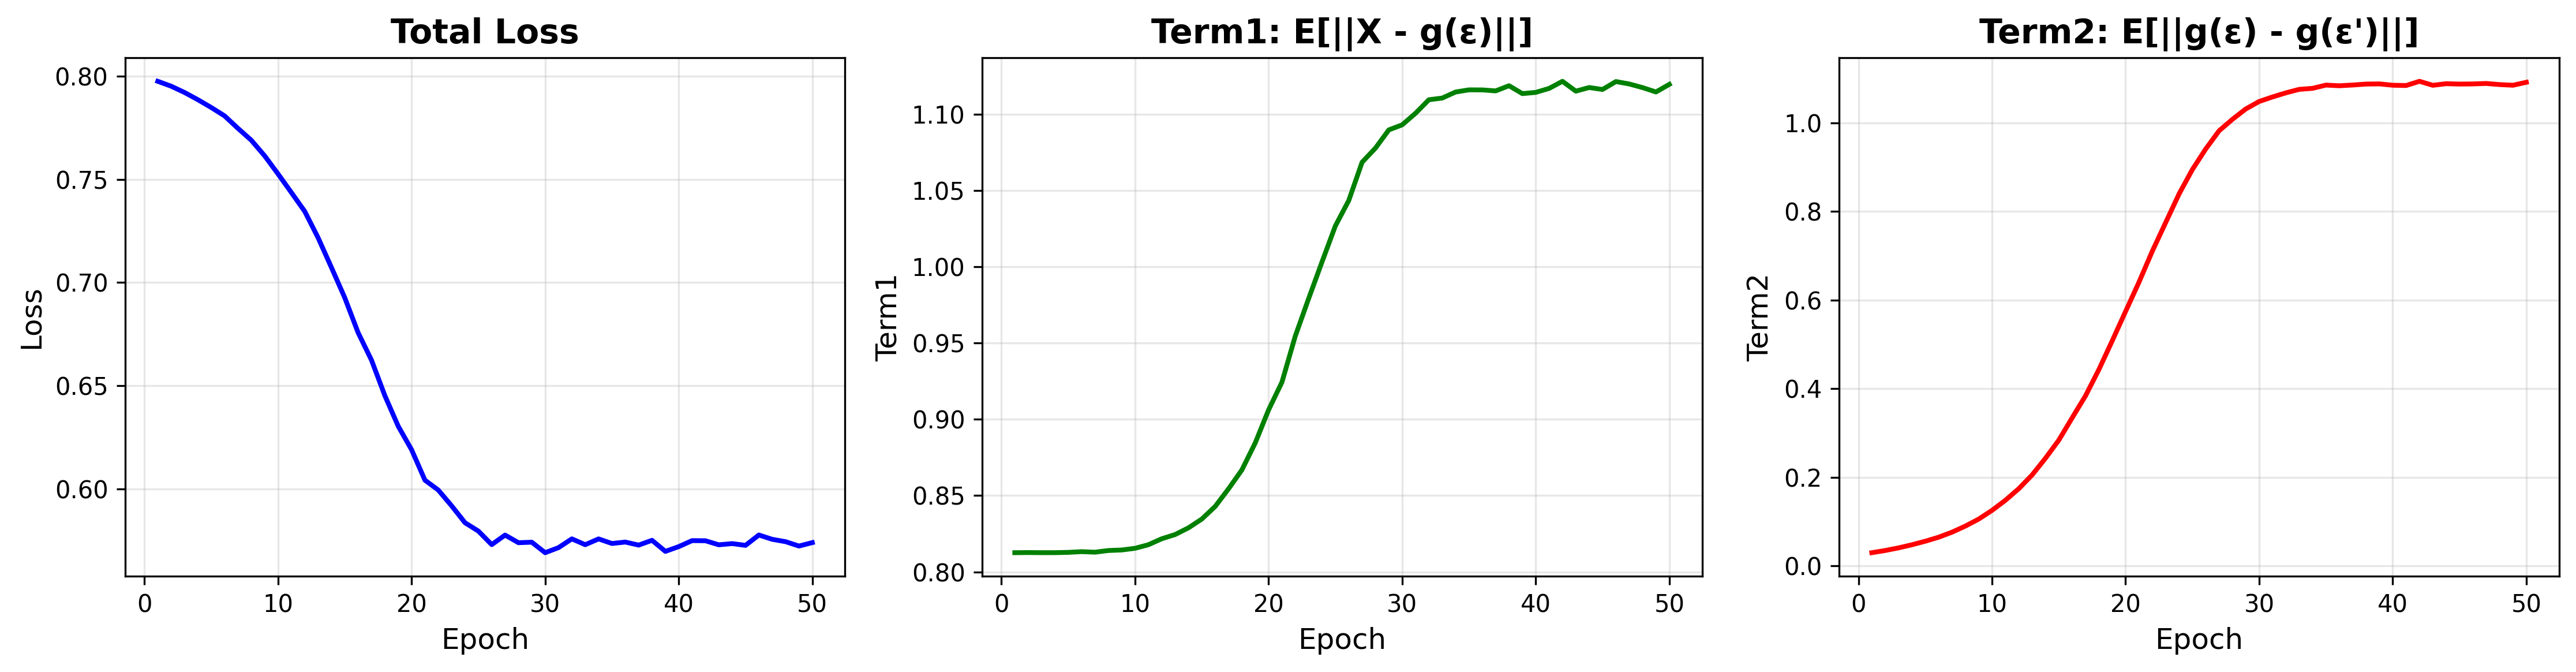 Total Loss
Loss
0.80
0.75
0.70
0.65
0.60
0 10 20 30 40 50
Epoch
Term1: E[||X - g(ε)||]
Term1
1.10
1.05
1.00
0.95
0.90
0.85
0.80
0 10 20 30 40 50
Epoch
Term2: E[||g(ε) - g(ε')||]
Term2
1.0
0.8
0.6
0.4
0.2
0.0
0 10 20 30 40 50
Epoch